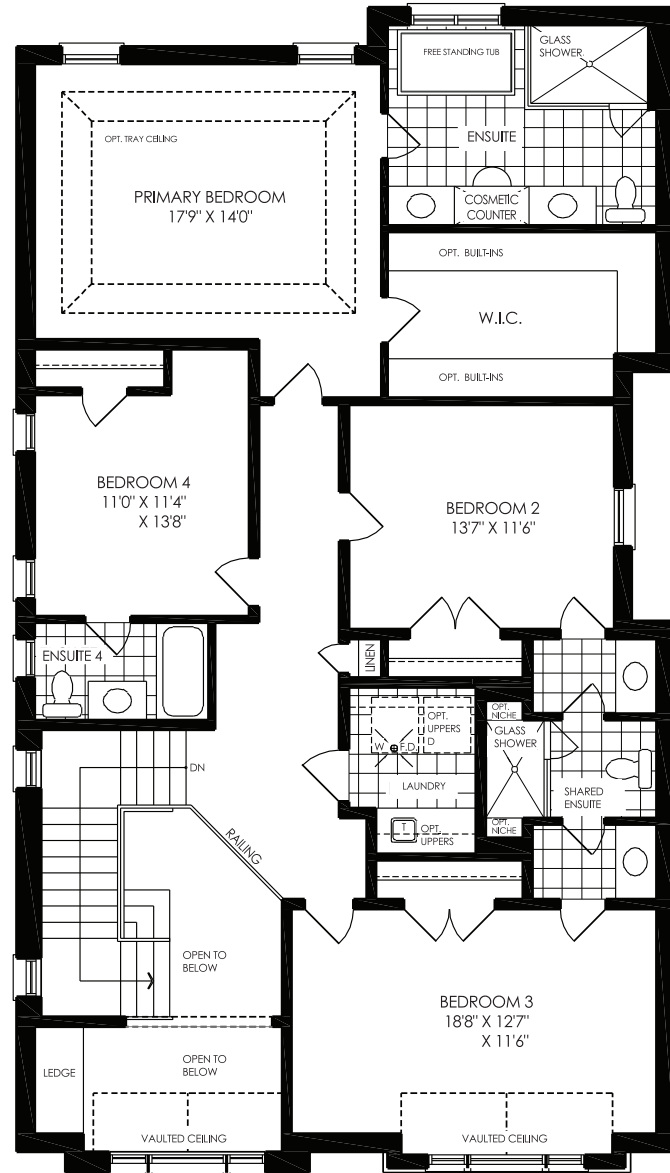 FREE STANDING TUB
GLASS
SHOWER
OPT. TRAY CEILING
ENSUITE
PRIMARY BEDROOM
17'9" X 14'0"
COSMETIC
COUNTER
OPT. BUILT-INS
W.I.C.
OPT. BUILT-INS
BEDROOM 4
11'0" X 11'4"
X 13'8"
BEDROOM 2
13'7" X 11'6"
ENSUITE 4
LINEN
OPT.
UPPERS
W
F.D.
D
OPT.
NICHE
GLASS
SHOWER
DN
LAUNDRY
SHARED
ENSUITE
RAILING
T
OPT.
UPPERS
OPT.
NICHE
OPEN TO
BELOW
BEDROOM 3
18'8" X 12'7"
X 11'6"
LEDGE
OPEN TO
BELOW
VAULTED CEILING
VAULTED CEILING